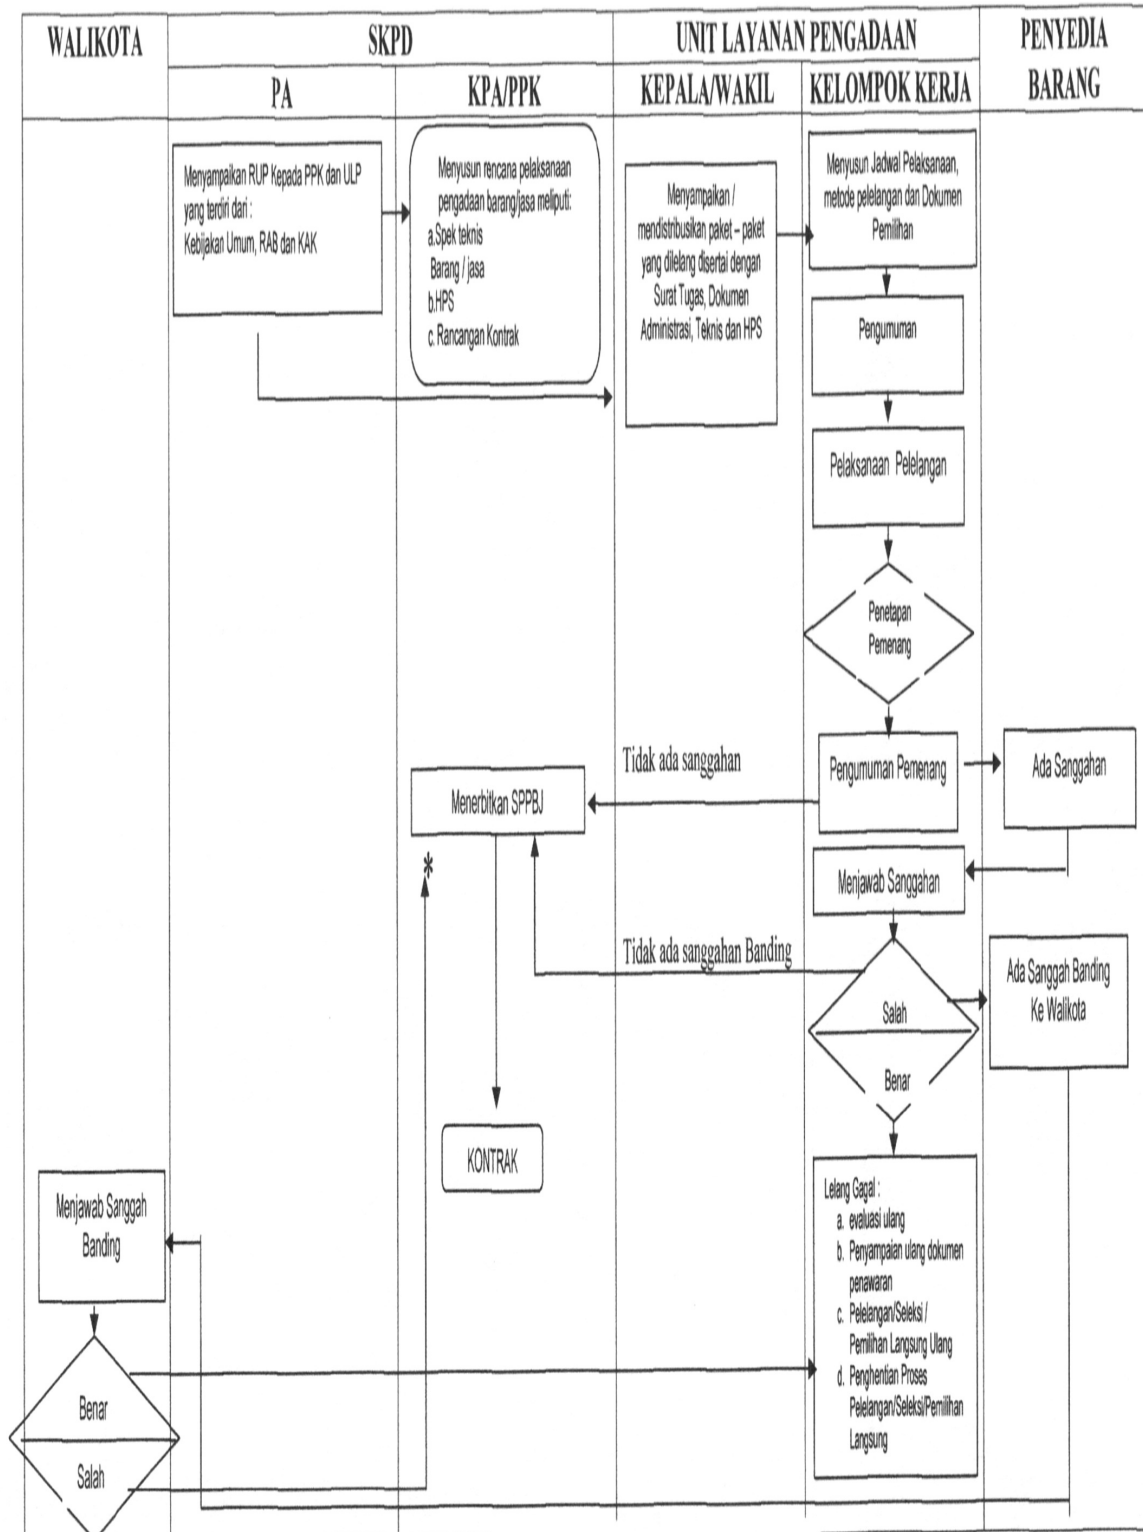 WALIKOTA
SKPD
UNIT LAYANAN PENGADAAN
PENYEDIA
BARANG
PA
KPA/PPK
KEPALA/WAKIL
KELOMPOK KERJA
Menyampaikan RUP Kepada PPK dan ULP
yang terdiri dari :
Kebijakan Umum, RAB dan KAK
Menyusun rencana pelaksanaan
pengadaan barang/jasa meliputi:
a.Spek teknis
Barang / jasa
b.HPS
c. Rancangan Kontrak
Menyampaikan /
mendistribusikan paket – paket
yang dilelang disertai dengan
Surat Tugas, Dokumen
Administrasi, Teknis dan HPS
Menyusun Jadwal Pelaksanaan,
metode pelelangan dan Dokumen
Pemilihan
Pengumuman
Pelaksanaan Pelelangan
Penetapan
Pemenang
Tidak ada sanggahan
Pengumuman Pemenang
Ada Sanggahan
Menerbitkan SPPBJ
*
Menjawab Sanggahan
Tidak ada sanggahan Banding
Ada Sanggah Banding
Ke Walikota
Salah
Benar
KONTRAK
Lelang Gagal :
a. evaluasi ulang
b. Penyampaian ulang dokumen
penawaran
c. Pelelangan/Seleksi /
Pemilihan Langsung Ulang
d. Penghentian Proses
Pelelangan/Seleksi/Pemilihan
Langsung
Menjawab Sanggah
Banding
Benar
Salah